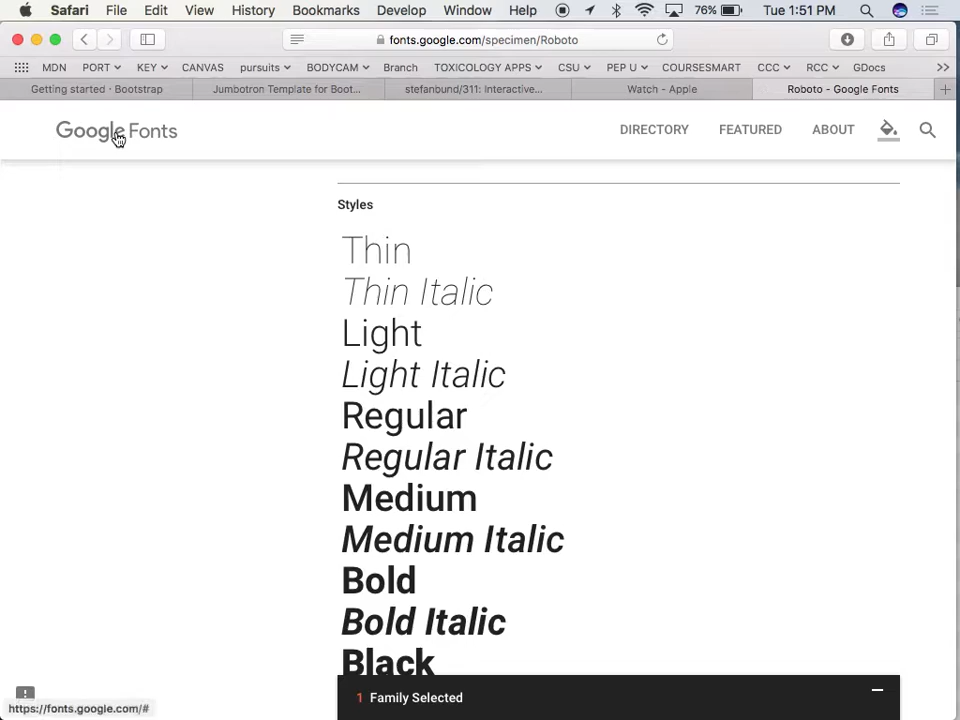 Safari File Edit View History Bookmarks Develop Window Help 76% Tue 1:51 PM
fonts.google.com/specimen/Roboto
MDN PORT KEY CANVAS pursuits BODYCAM Branch TOXICOLOGY APPS CSU PEP U COURSESMART CCC RCC GDocs
Getting started · Bootstrap Jumbotron Template for Boot... stefanbund/311: Interactive... Watch - Apple Roboto - Google Fonts
Google Fonts DIRECTORY FEATURED ABOUT
Styles
Thin
Thin Italic
Light
Light Italic
Regular
Regular Italic
Medium
Medium Italic
Bold
Bold Italic
Black
1 Family Selected
https://fonts.google.com/#